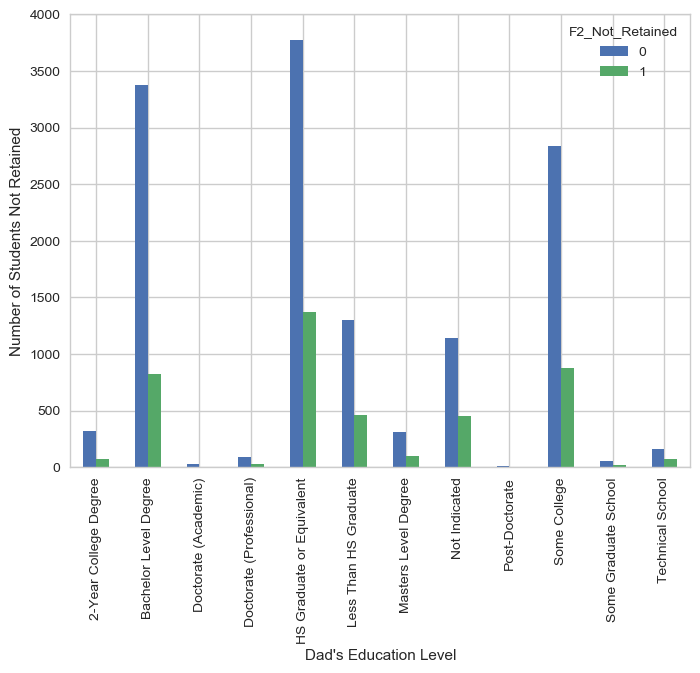 F2_Not_Retained
0
1
Number of Students Not Retained
4000
3500
3000
2500
2000
1500
1000
500
0
2-Year College Degree
Bachelor Level Degree
Doctorate (Academic)
Doctorate (Professional)
HS Graduate or Equivalent
Less Than HS Graduate
Masters Level Degree
Not Indicated
Post-Doctorate
Some College
Some Graduate School
Technical School
Dad's Education Level